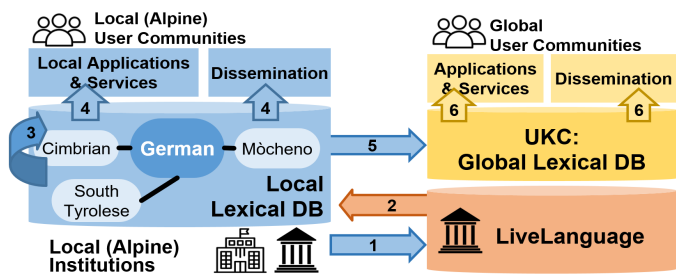 Local (Alpine)
User Communities
Global
User Communities
Local Applications
& Services
Dissemination
Applications
& Services
Dissemination
4
4
6
6
3
Cimbrian
German
Mòcheno
5
UKC:
Global Lexical DB
South
Tyrolese
Local
Lexical DB
2
LiveLanguage
Local (Alpine)
Institutions
1